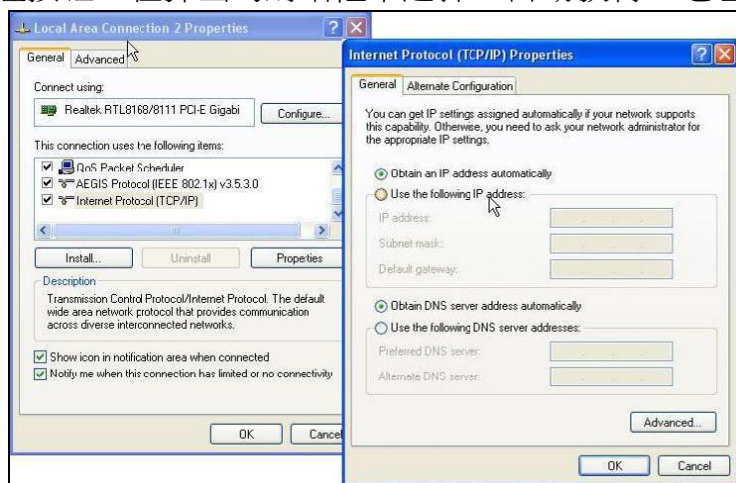 Local Area Connection 2 Properties
General Advanced
Connect using:
Realtek RTL8168/8111 PCI-E Gigabi
Configure...
This connection uses the following items:
QoS Packet Scheduler
AEGIS Protocol (IEEE 802.1x) v3.5.3.0
Internet Protocol (TCP/IP)
Install... Uninstall Properties
Description
Transmission Control Protocol/Internet Protocol. The default
wide area network protocol that provides communication
across diverse interconnected networks.
Show icon in notification area when connected
Notify me when this connection has limited or no connectivity
OK Cancel
Internet Protocol (TCP/IP) Properties
General Alternate Configuration
You can get IP settings assigned automatically if your network supports
this capability. Otherwise, you need to ask your network administrator for
the appropriate IP settings.
Obtain an IP address automatically
Use the following IP address:
IP address:
Subnet mask:
Default gateway:
Obtain DNS server address automatically
Use the following DNS server addresses:
Preferred DNS server:
Alternate DNS server:
Advanced...
OK Cancel